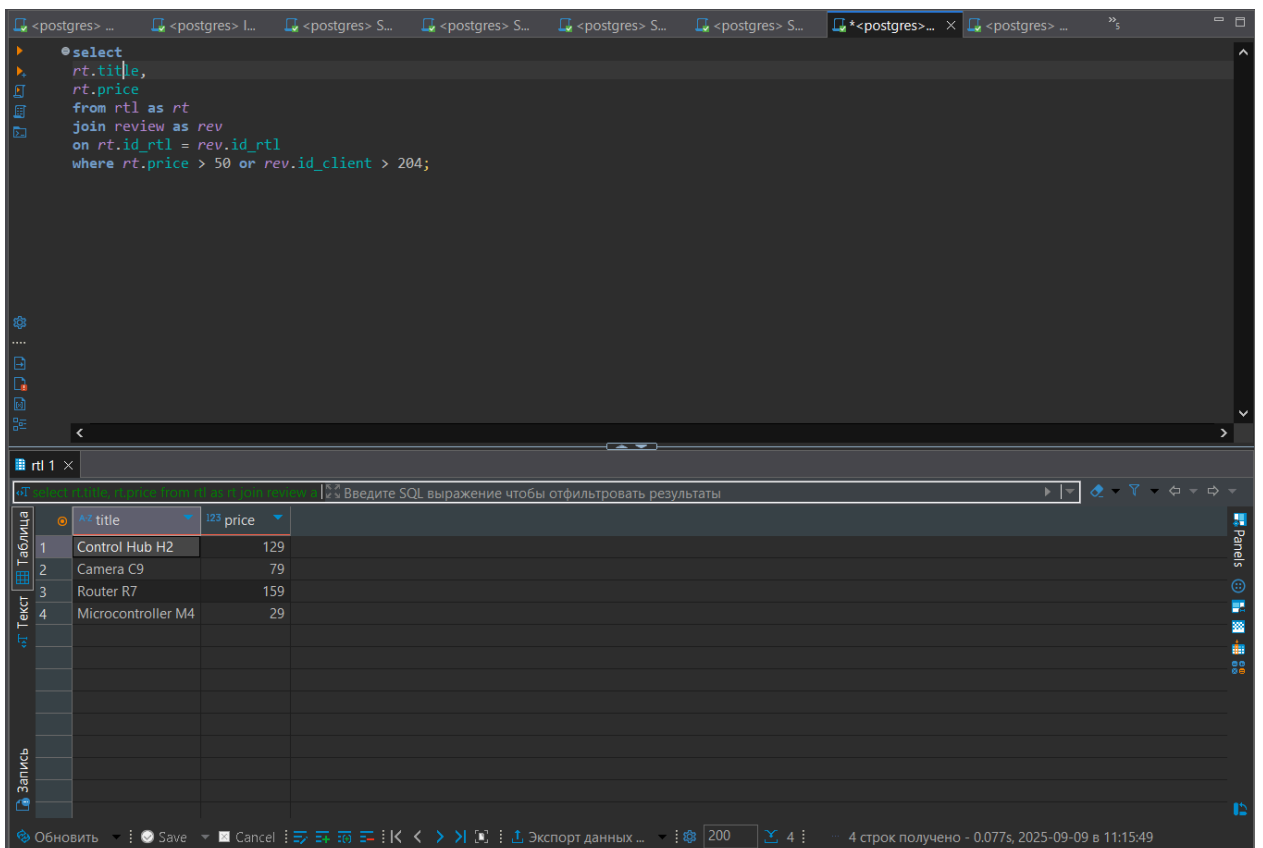 <postgres> ...
<postgres> I...
<postgres> S...
<postgres> S...
<postgres> S...
<postgres> S...
*<postgres>...
<postgres> ...
»5
select
rt.title,
rt.price
from rtl as rt
join review as rev
on rt.id_rtl = rev.id_rtl
where rt.price > 50 or rev.id_client > 204;
rtl 1
select rt.title, rt.price from rtl as rt join review a
Введите SQL выражение чтобы отфильтровать результаты
Таблица
Текст
Запись
Panels
A-Z title 123 price
1 Control Hub H2 129
2 Camera C9 79
3 Router R7 159
4 Microcontroller M4 29
Обновить Save Cancel Экспорт данных ... 200 4 4 строк получено - 0.077s, 2025-09-09 в 11:15:49